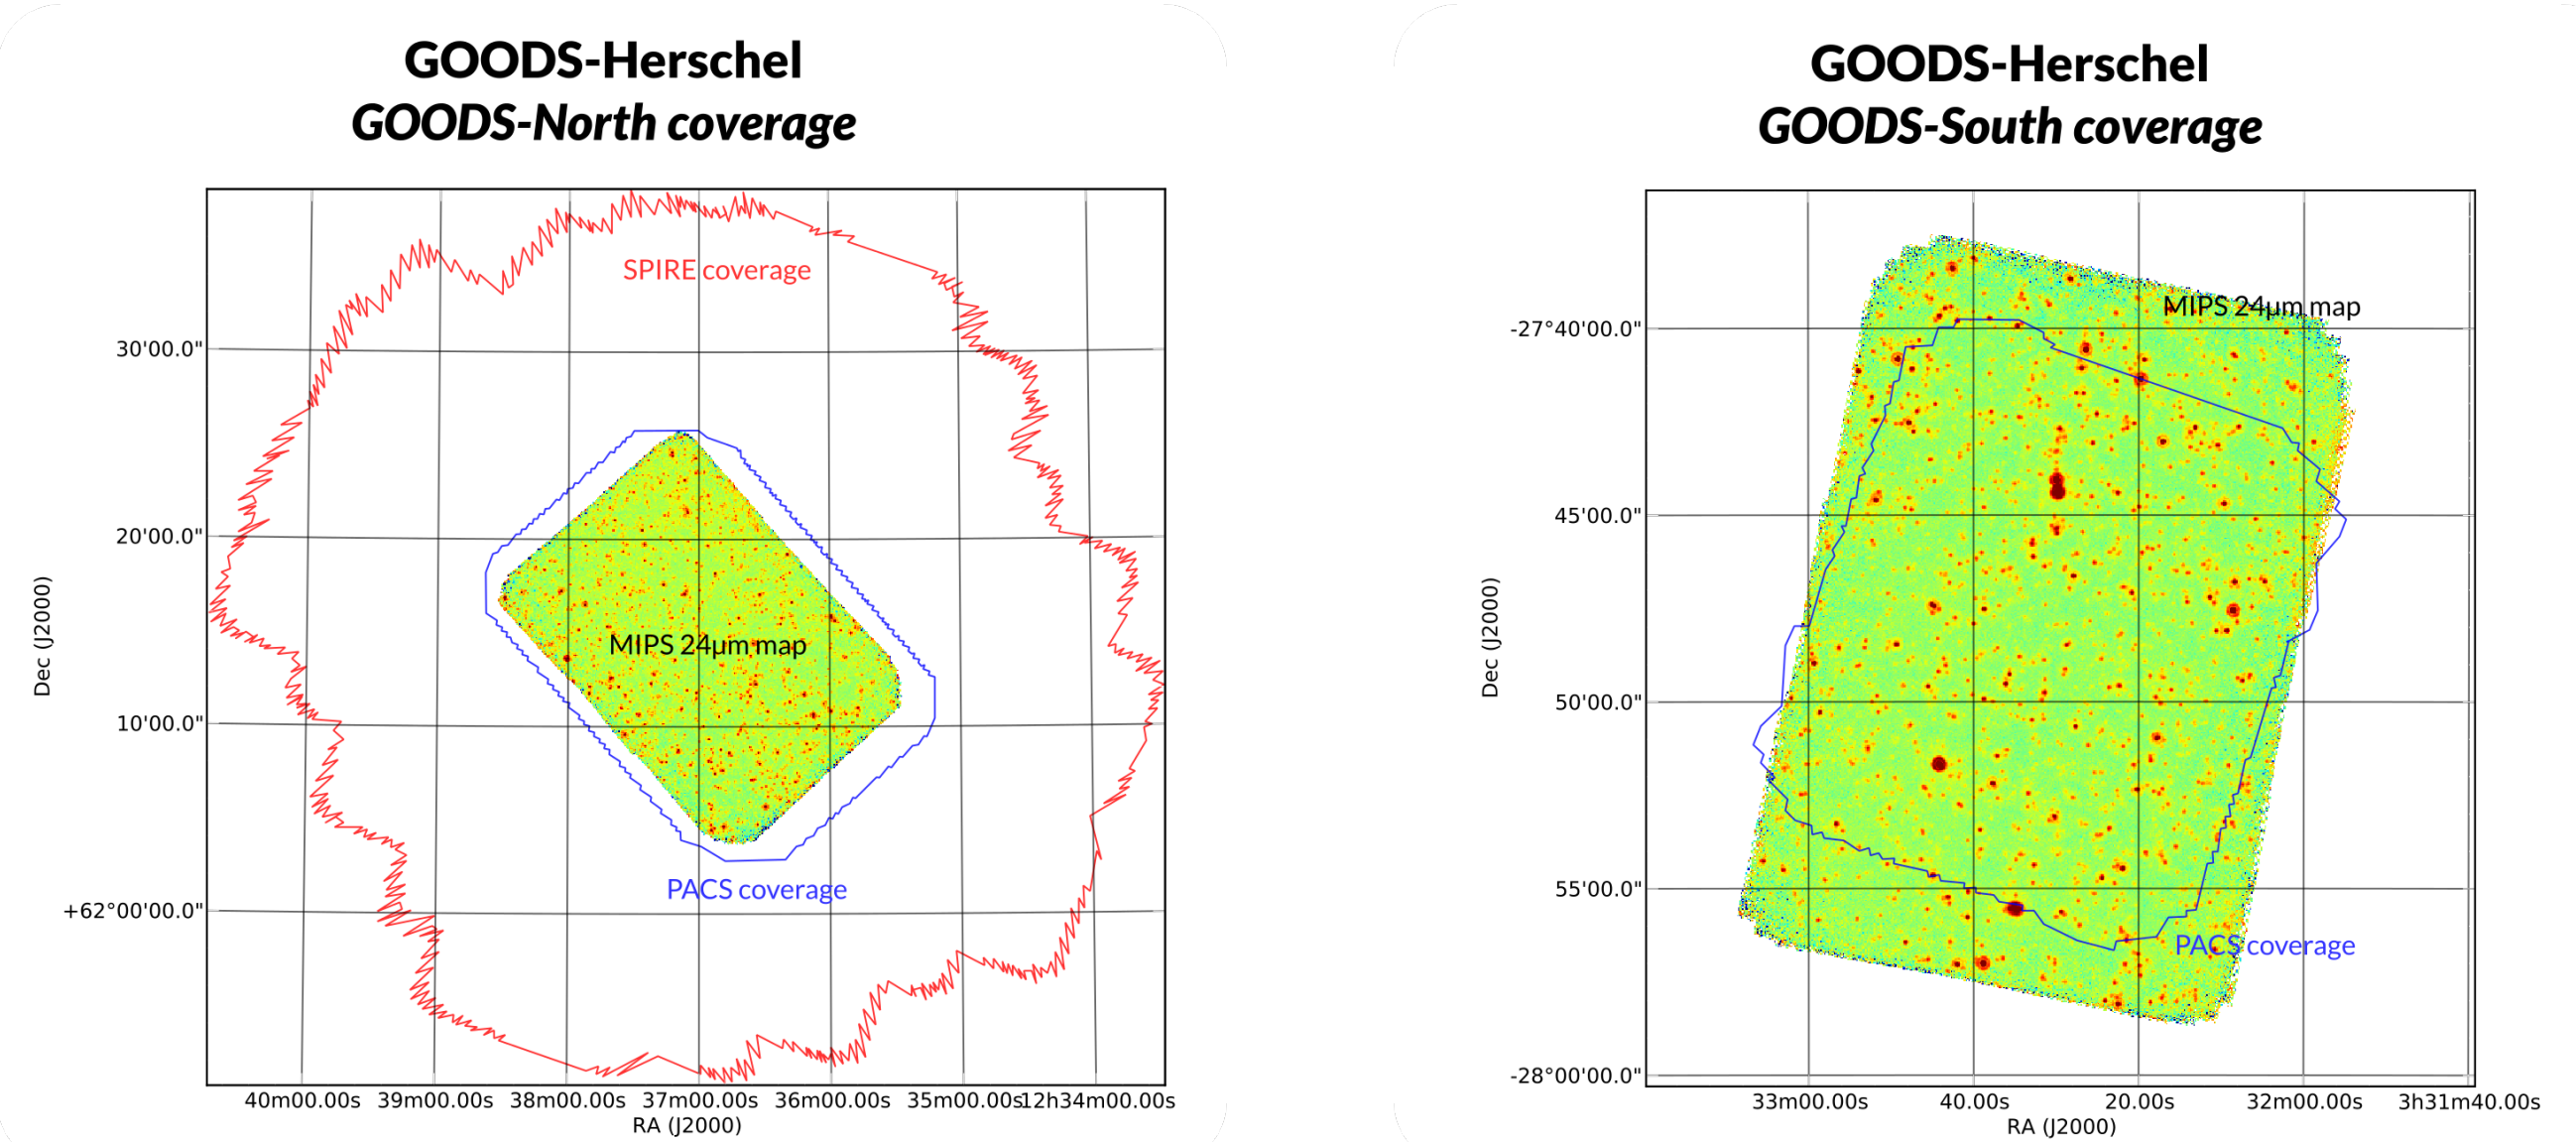 GOODS-Herschel
GOODS-North coverage
SPIRE coverage
30'00.0"
20'00.0"
MIPS 24µm map
10'00.0"
PACS coverage
+62°00'00.0"
Dec (J2000)
40m00.00s 39m00.00s 38m00.00s 37m00.00s 36m00.00s 35m00.00s 12h34m00.00s
RA (J2000)
GOODS-Herschel
GOODS-South coverage
MIPS 24µm map
-27°40'00.0"
45'00.0"
50'00.0"
55'00.0"
PACS coverage
-28°00'00.0"
Dec (J2000)
33m00.00s 40.00s 20.00s 32m00.00s 3h31m40.00s
RA (J2000)